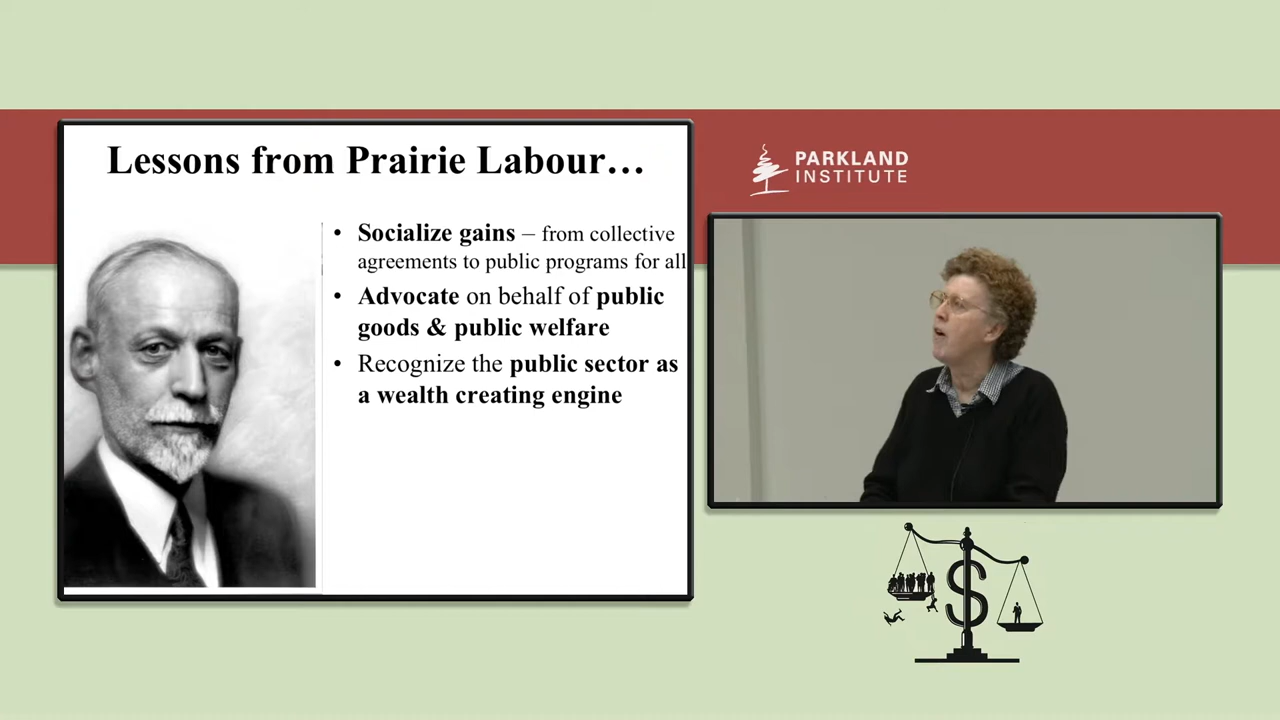 Lessons from Prairie Labour…
• Socialize gains – from collective
agreements to public programs for all
• Advocate on behalf of public
goods & public welfare
• Recognize the public sector as
a wealth creating engine
PARKLAND
INSTITUTE
$